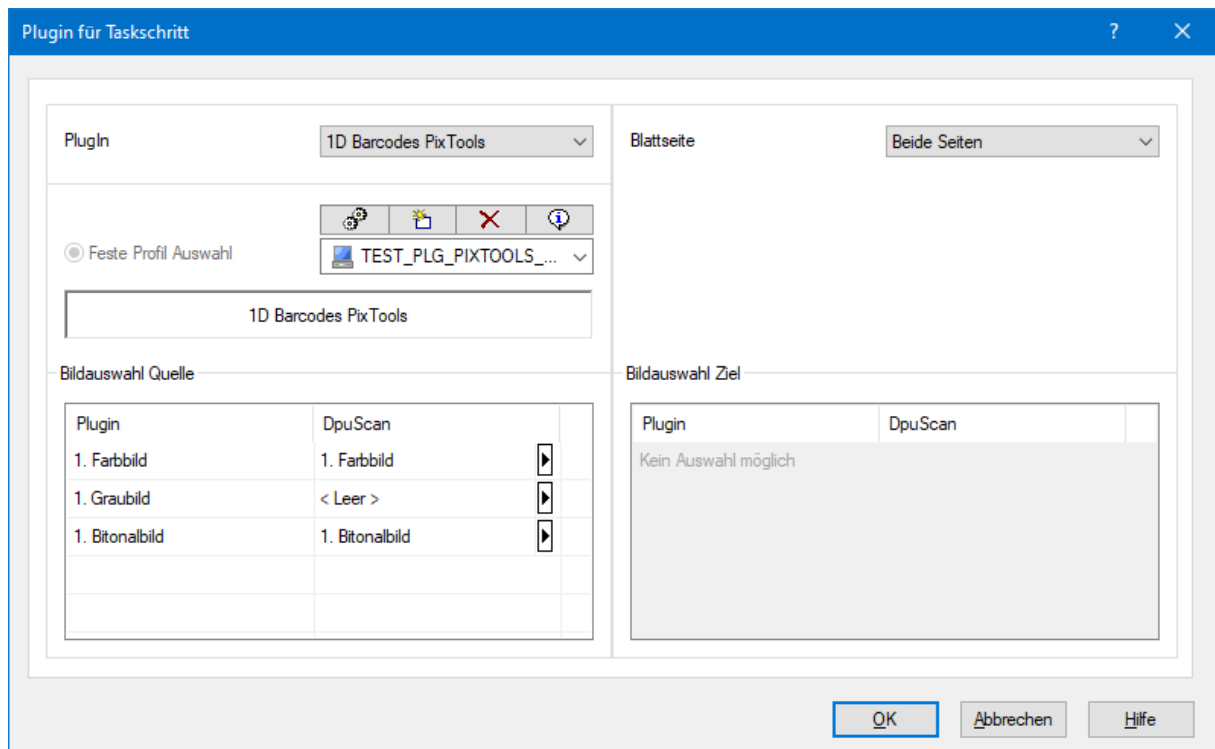 Plugin für Taskschritt
PlugIn
1D Barcodes PixTools
Blattseite
Beide Seiten
Feste Profil Auswahl
TEST_PLG_PIXTOOLS_...
1D Barcodes PixTools
Bildauswahl Quelle
Plugin DpuScan
1. Farbbild 1. Farbbild
1. Graubild < Leer >
1. Bitonalbild 1. Bitonalbild
Bildauswahl Ziel
Plugin DpuScan
Kein Auswahl möglich
OK
Abbrechen
Hilfe